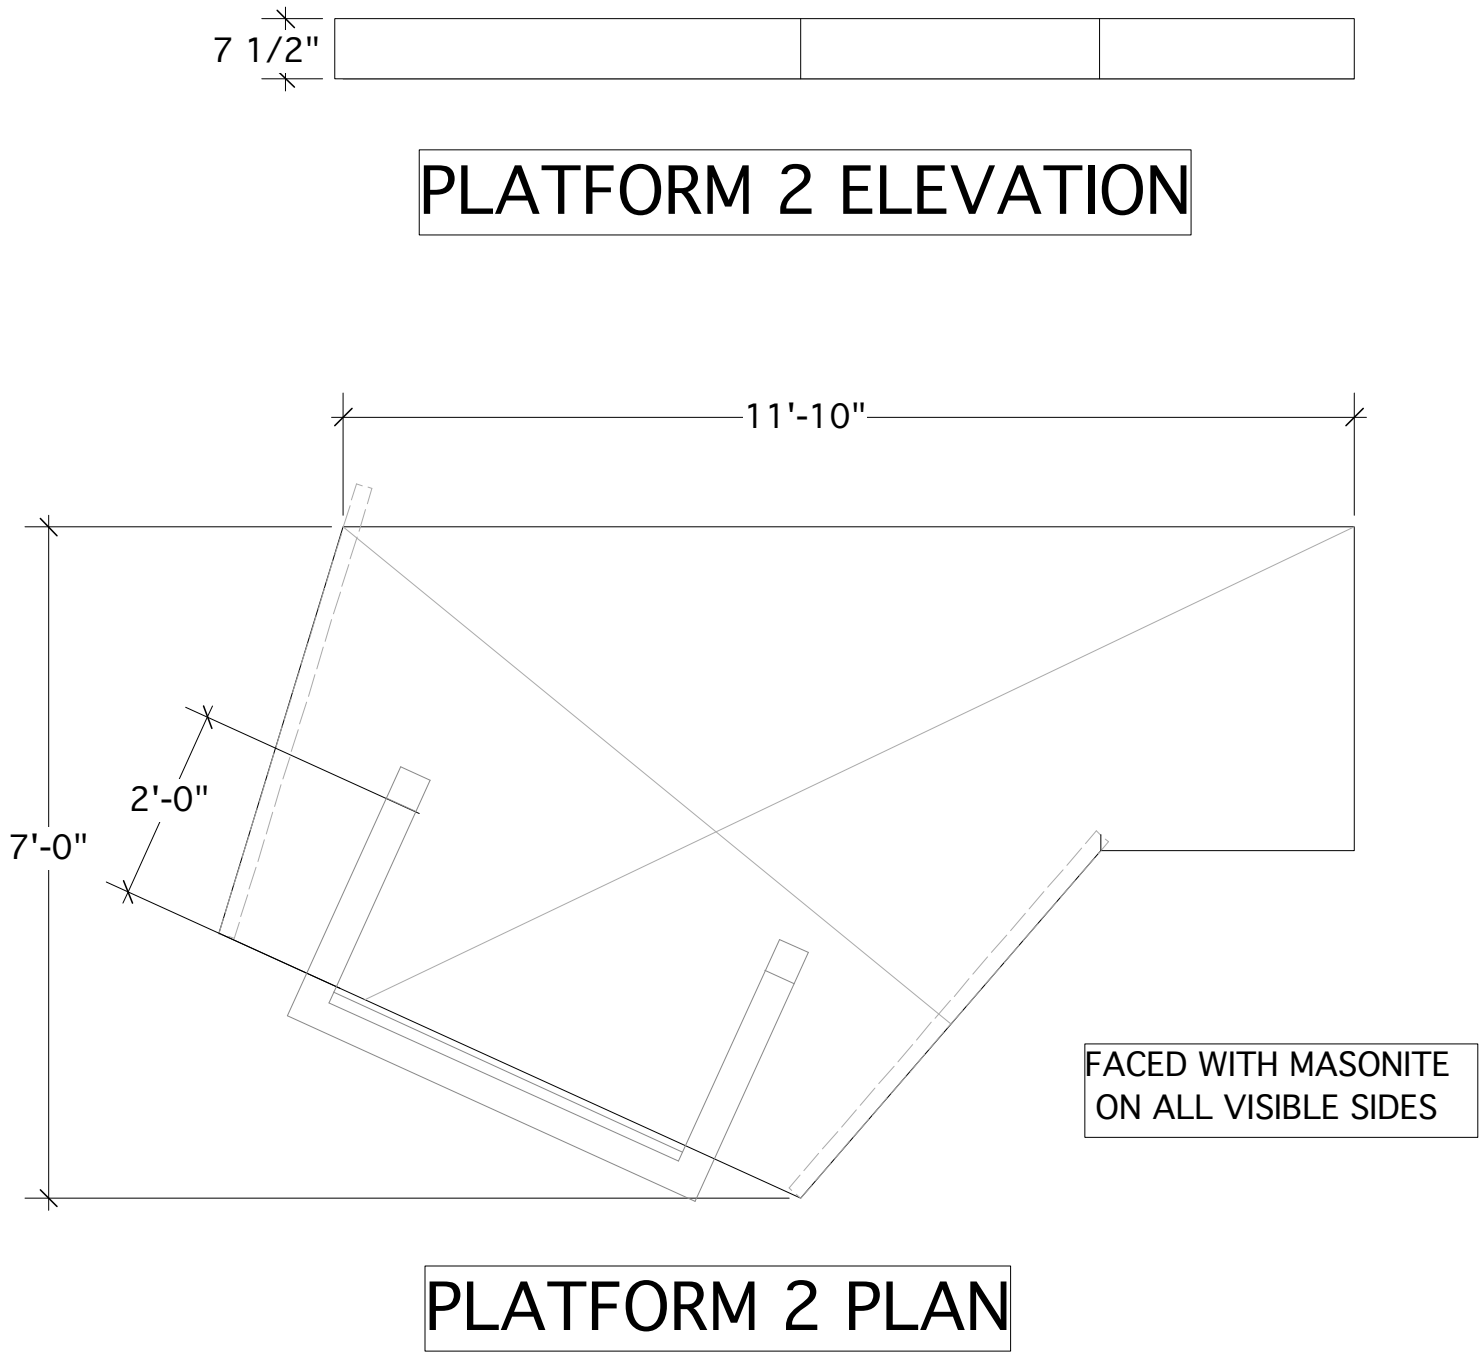 7 1/2"
PLATFORM 2 ELEVATION
11'-10"
2'-0"
7'-0"
FACED WITH MASONITE
ON ALL VISIBLE SIDES
PLATFORM 2 PLAN